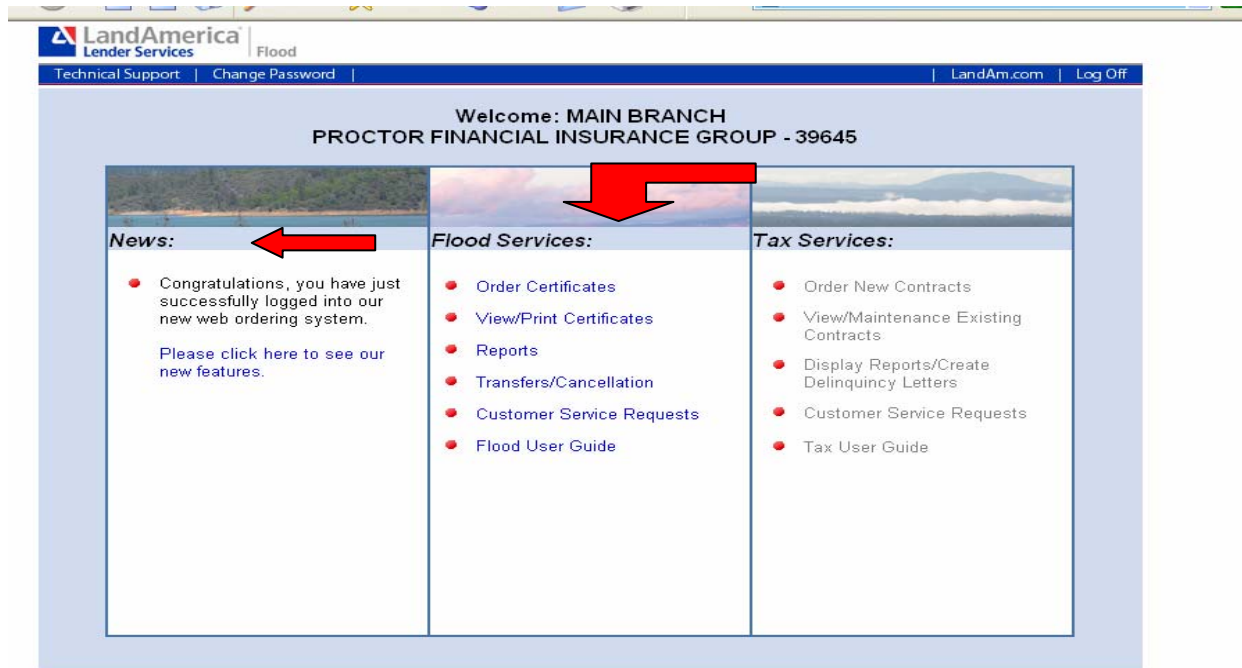 LandAmerica
Lender Services
Flood
Technical Support | Change Password |
| LandAm.com | Log Off
Welcome: MAIN BRANCH
PROCTOR FINANCIAL INSURANCE GROUP - 39645
News:
Congratulations, you have just
successfully logged into our
new web ordering system.
Please click here to see our
new features.
Flood Services:
Order Certificates
View/Print Certificates
Reports
Transfers/Cancellation
Customer Service Requests
Flood User Guide
Tax Services:
Order New Contracts
View/Maintenance Existing
Contracts
Display Reports/Create
Delinquency Letters
Customer Service Requests
Tax User Guide